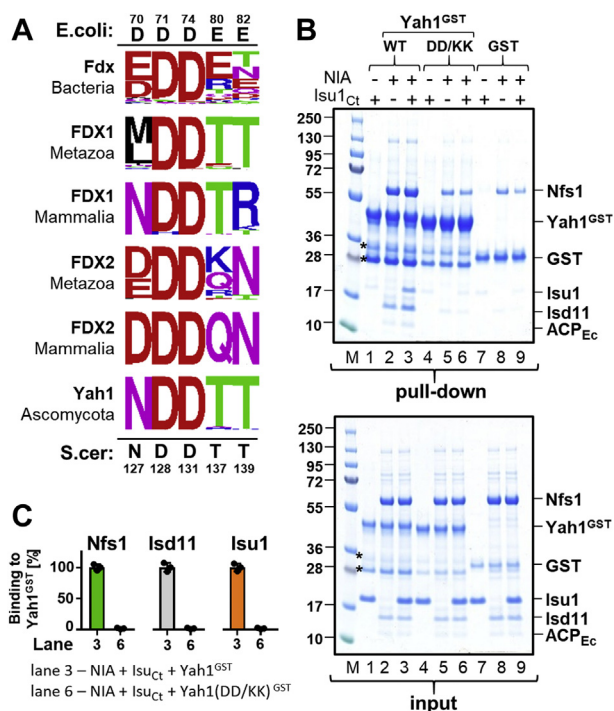 A
E.coli:
70 71 74 80 82
D D D E E
Fdx
Bacteria
FDX1
Metazoa
FDX1
Mammalia
FDX2
Metazoa
FDX2
Mammalia
Yah1
Ascomycota
S.cer:
N D D T T
127 128 131 137 139
E D D E T
D R N
M D D T T
L
N D D T R
D D D K N
E Q
D D D Q N
N D D T T
B
Yah1GST
WT DD/KK GST
NIA - + + - + + - + +
Isu1Ct + - + + - + + - +
250
130
95
72
55
36
28
17
10
Nfs1
Yah1GST
GST
Isu1
Isd11
ACPEc
*
*
M 1 2 3 4 5 6 7 8 9
pull-down
250
130
95
72
55
36
28
17
10
Nfs1
Yah1GST
GST
Isu1
Isd11
ACPEc
*
*
M 1 2 3 4 5 6 7 8 9
input
C
Nfs1 Isd11 Isu1
Binding to
Yah1GST [%]
100
50
0
Lane 3 6 3 6 3 6
lane 3 – NIA + IsuCt + Yah1GST
lane 6 – NIA + IsuCt + Yah1(DD/KK)GST